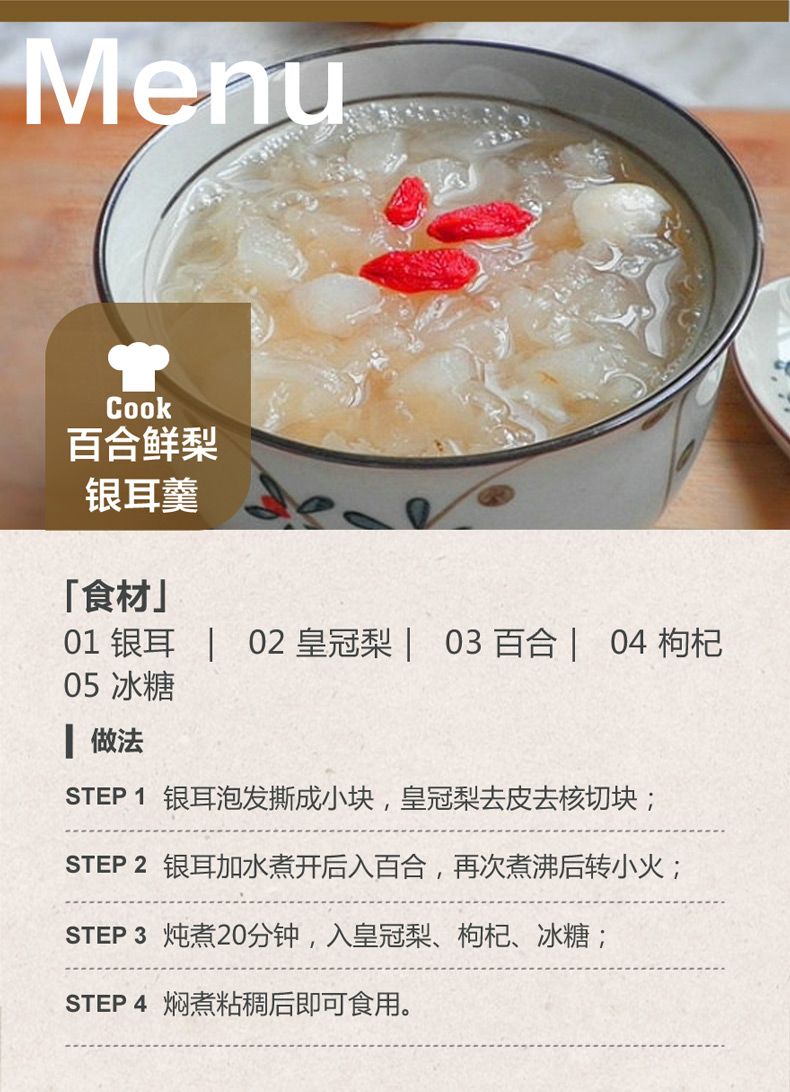 Menu
Cook
百合鲜梨
银耳羹
「食材」
01 银耳 | 02 皇冠梨 | 03 百合 | 04 枸杞
05 冰糖
做法
STEP 1 银耳泡发撕成小块，皇冠梨去皮去核切块；
STEP 2 银耳加水煮开后入百合，再次煮沸后转小火；
STEP 3 炖煮20分钟，入皇冠梨、枸杞、冰糖；
STEP 4 焖煮粘稠后即可食用。